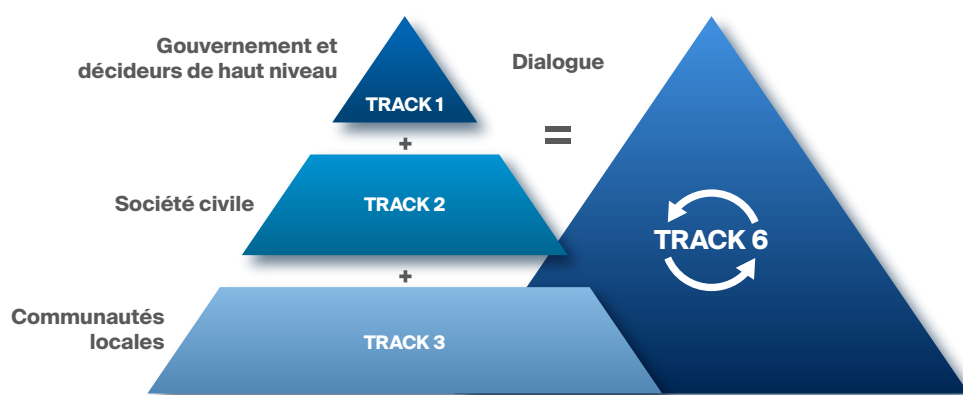 Gouvernement et
décideurs de haut niveau
TRACK 1
Dialogue
+
=
Société civile
TRACK 2
TRACK 6
+
Communautés
locales
TRACK 3